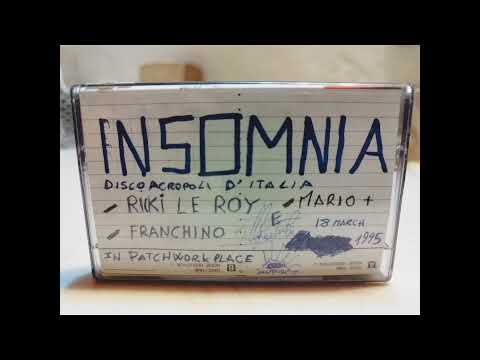 INSOMNIA
DISCOACROPOLI D'ITALIA
RICKI LE ROY E MARIO +
FRANCHINO 18 MARCH 1995
IN PATCHWORK PLACE
B